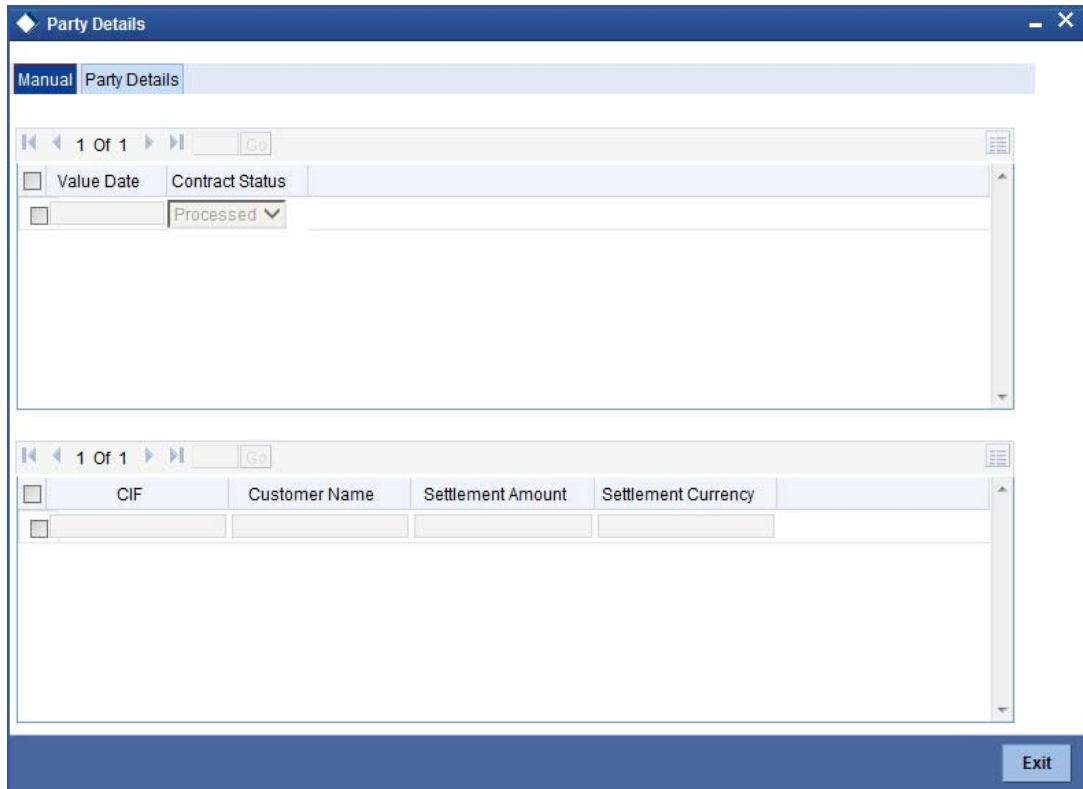 Party Details
Manual Party Details
1 Of 1 Go
Value Date Contract Status
Processed
1 Of 1 Go
CIF Customer Name Settlement Amount Settlement Currency
Exit